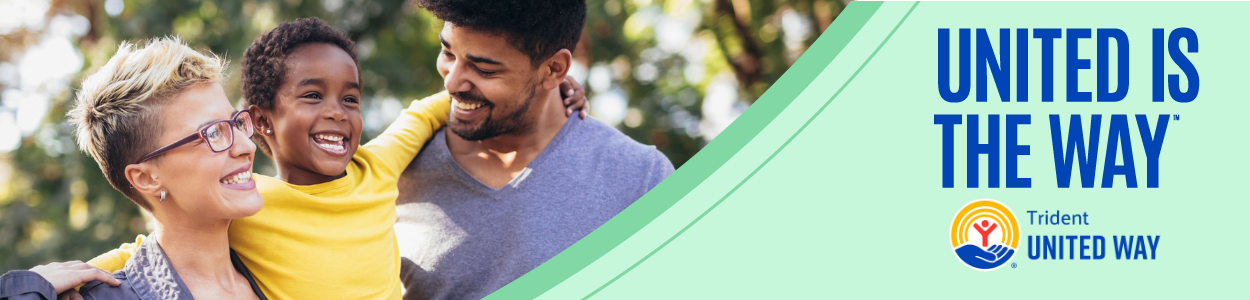 UNITED IS
THE WAY™
Trident
UNITED WAY
®